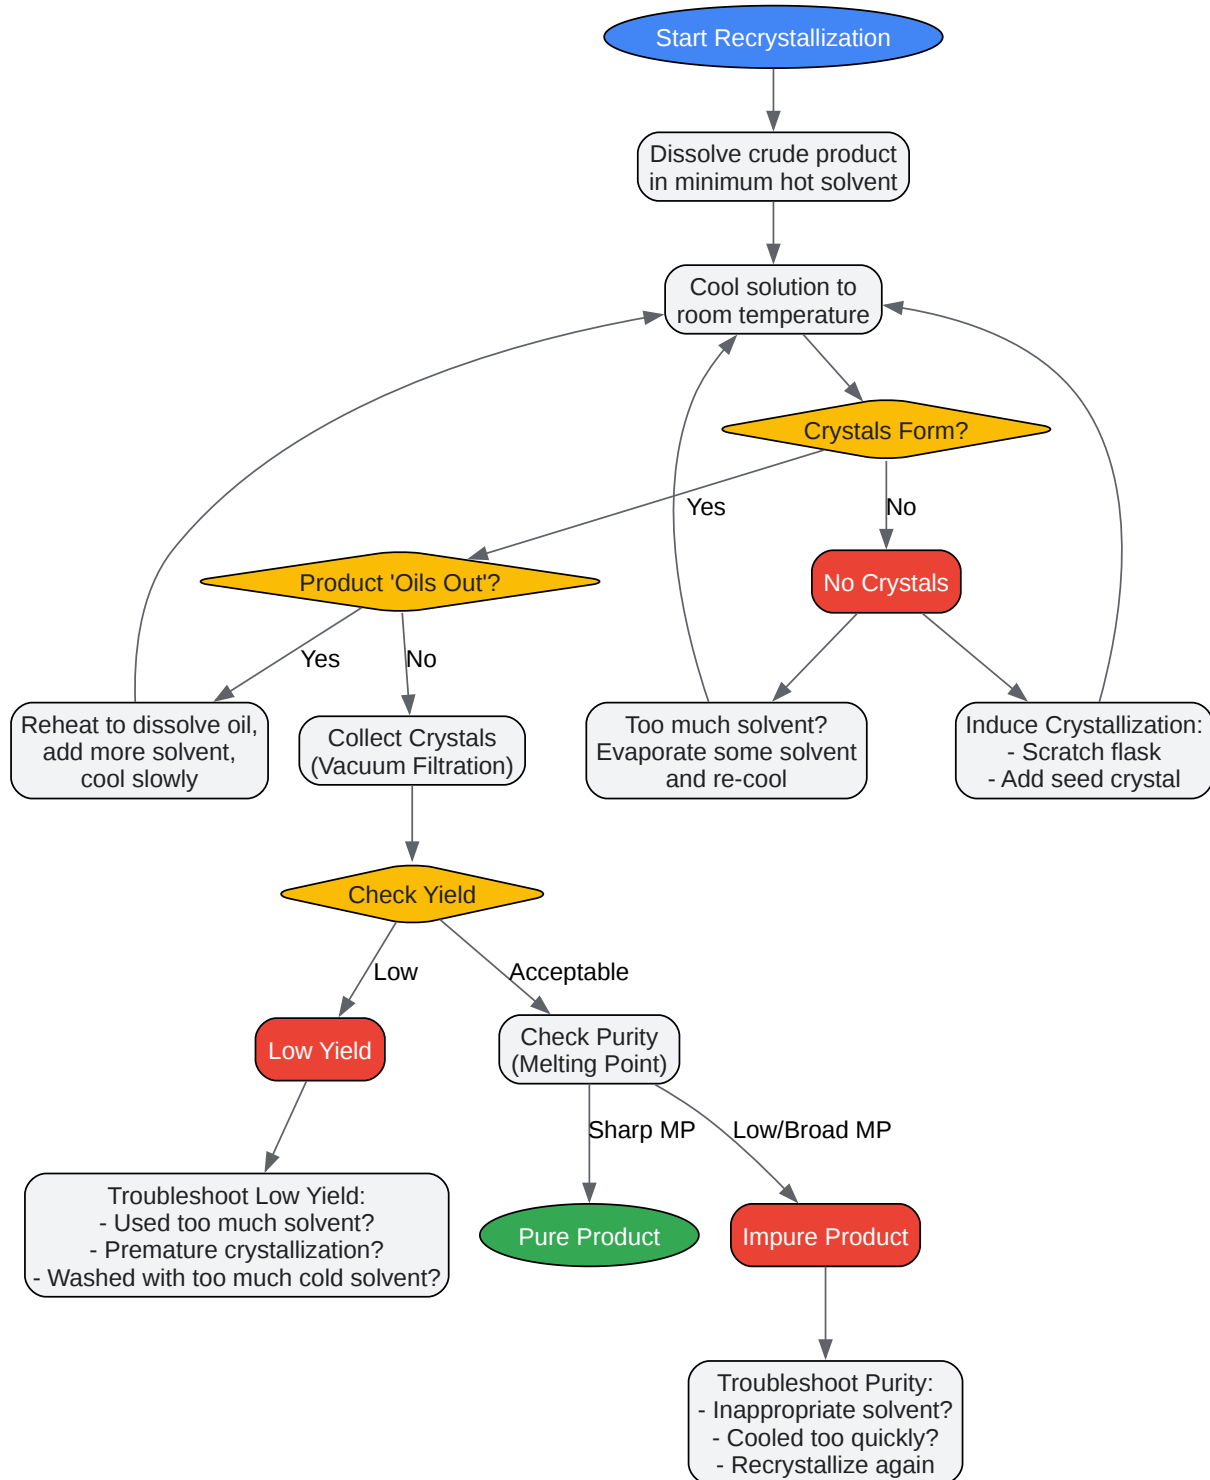 Start Recrystallization
Dissolve crude product
in minimum hot solvent
Cool solution to
room temperature
Crystals Form?
Yes
No
Product 'Oils Out'?
No Crystals
Yes
No
Reheat to dissolve oil,
add more solvent,
cool slowly
Collect Crystals
(Vacuum Filtration)
Too much solvent?
Evaporate some solvent
and re-cool
Induce Crystallization:
- Scratch flask
- Add seed crystal
Check Yield
Low
Acceptable
Low Yield
Check Purity
(Melting Point)
Sharp MP
Low/Broad MP
Troubleshoot Low Yield:
- Used too much solvent?
- Premature crystallization?
- Washed with too much cold solvent?
Pure Product
Impure Product
Troubleshoot Purity:
- Inappropriate solvent?
- Cooled too quickly?
- Recrystallize again